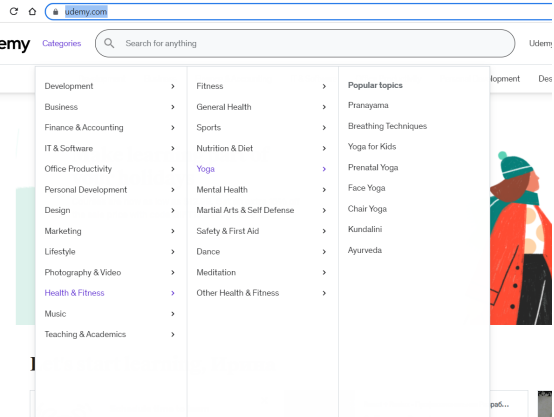 udemy.com
emy
Categories
Search for anything
Udemy
Development
Business
Finance & Accounting
IT & Software
Office Productivity
Personal Development
Design
Marketing
Lifestyle
Photography & Video
Health & Fitness
Music
Teaching & Academics
Fitness
General Health
Sports
Nutrition & Diet
Yoga
Mental Health
Martial Arts & Self Defense
Safety & First Aid
Dance
Meditation
Other Health & Fitness
Popular topics
Pranayama
Breathing Techniques
Yoga for Kids
Prenatal Yoga
Face Yoga
Chair Yoga
Kundalini
Ayurveda
lopment
Des
раб...